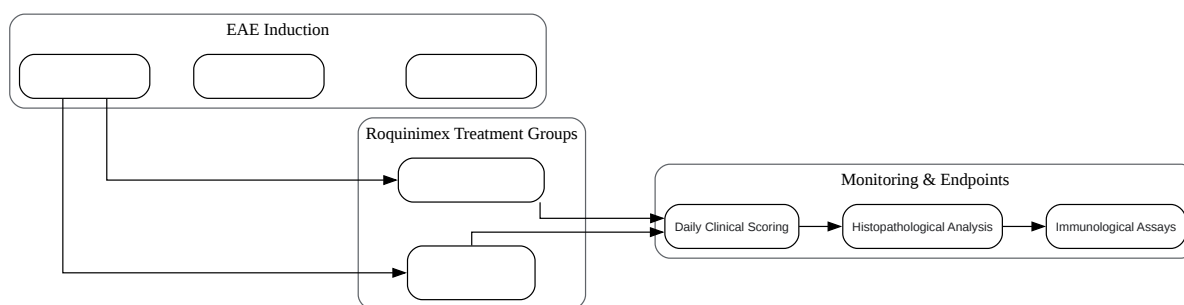 EAE Induction
Roquinimex Treatment Groups
Monitoring & Endpoints
Daily Clinical Scoring
Histopathological Analysis
Immunological Assays